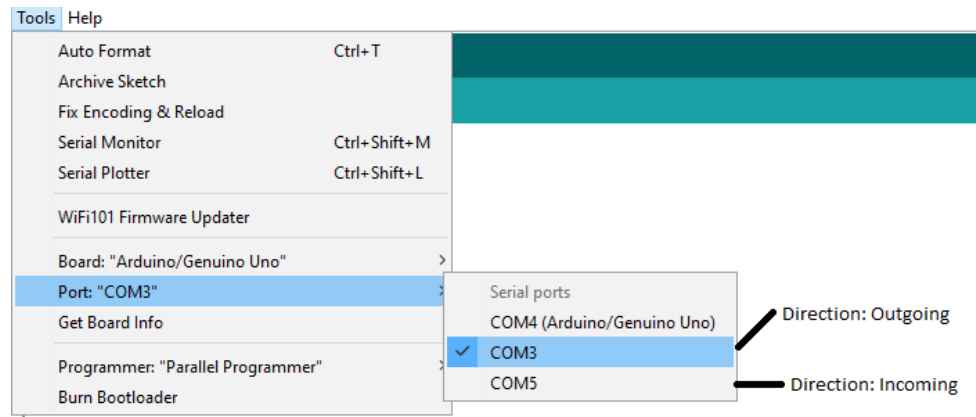 Tools Help
Auto Format Ctrl+T
Archive Sketch
Fix Encoding & Reload
Serial Monitor Ctrl+Shift+M
Serial Plotter Ctrl+Shift+L
WiFi101 Firmware Updater
Board: "Arduino/Genuino Uno"
Port: "COM3"
Get Board Info
Programmer: "Parallel Programmer"
Burn Bootloader
Serial ports
COM4 (Arduino/Genuino Uno)
COM3
COM5
Direction: Outgoing
Direction: Incoming